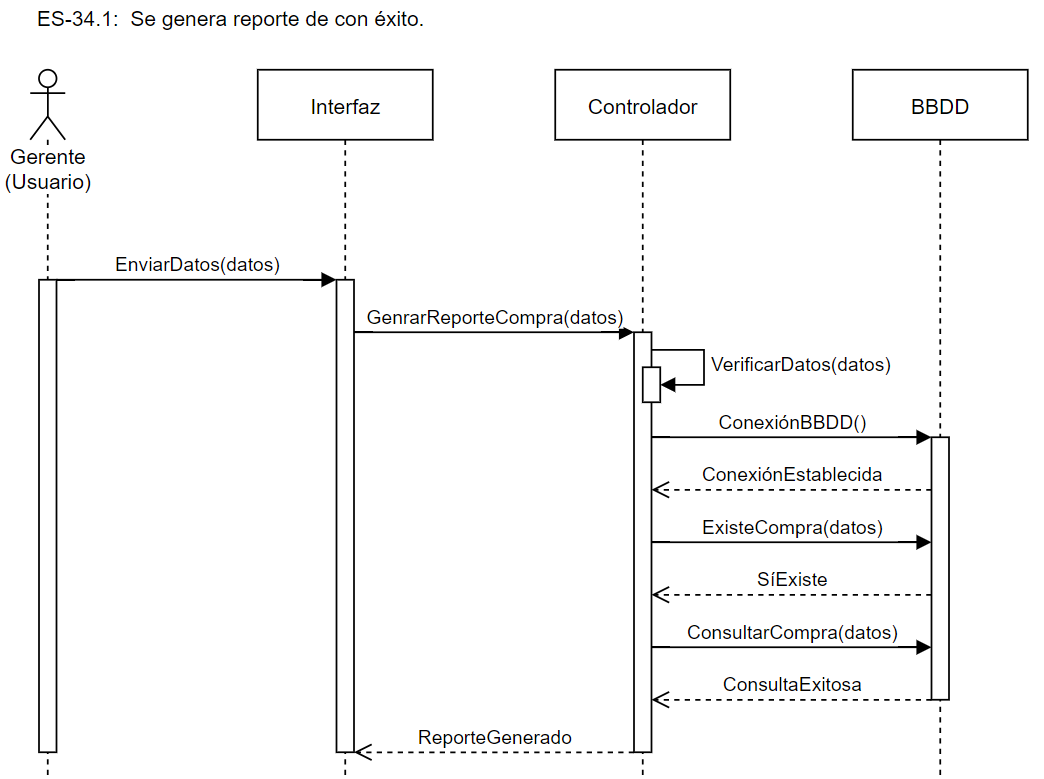 ES-34.1: Se genera reporte de con éxito.
Gerente
(Usuario)
Interfaz
Controlador
BBDD
EnviarDatos(datos)
GenrarReporteCompra(datos)
VerificarDatos(datos)
ConexiónBBDD()
ConexiónEstablecida
ExisteCompra(datos)
SíExiste
ConsultarCompra(datos)
ConsultaExitosa
ReporteGenerado